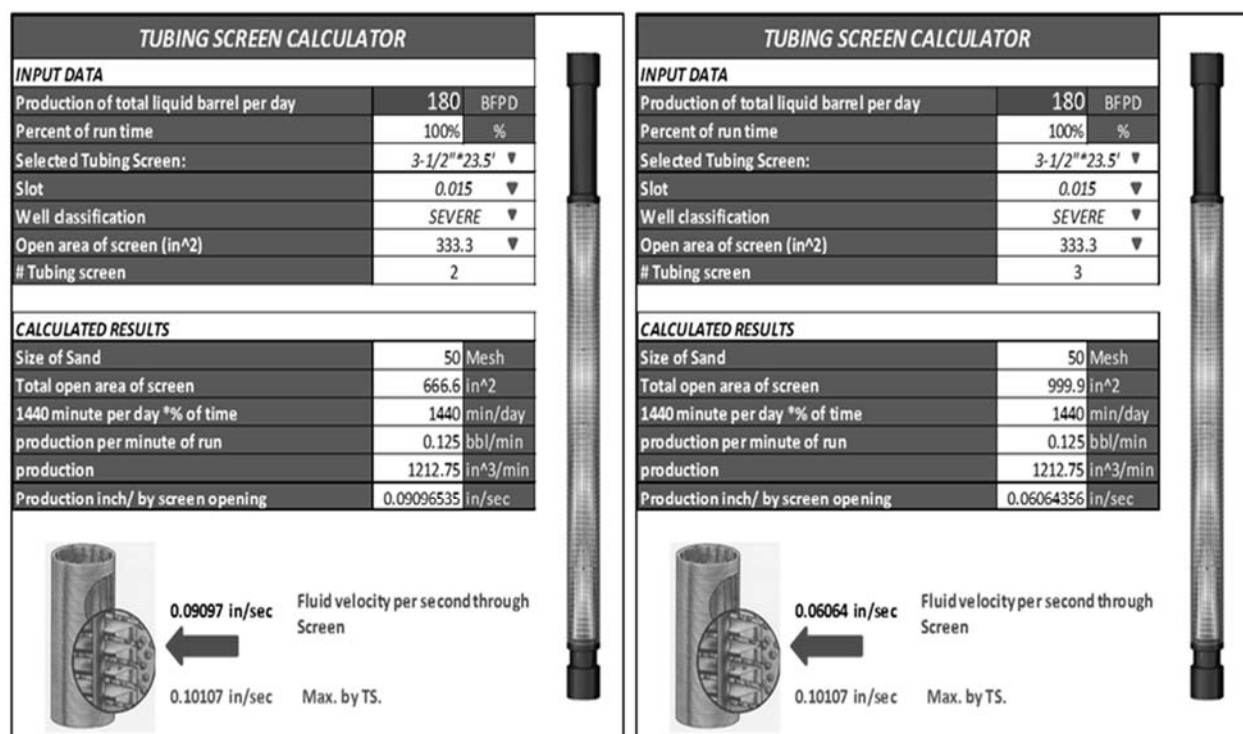 TUBING SCREEN CALCULATOR
INPUT DATA
Production of total liquid barrel per day 180 BFPD
Percent of run time 100% %
Selected Tubing Screen: 3-1/2"*23.5'
Slot 0.015
Well classification SEVERE
Open area of screen (in^2) 333.3
# Tubing screen 2
CALCULATED RESULTS
Size of Sand 50 Mesh
Total open area of screen 666.6 in^2
1440 minute per day *% of time 1440 min/day
production per minute of run 0.125 bbl/min
production 1212.75 in^3/min
Production inch/ by screen opening 0.09096535 in/sec
0.09097 in/sec Fluid velocity per second through
Screen
0.10107 in/sec Max. by TS.
TUBING SCREEN CALCULATOR
INPUT DATA
Production of total liquid barrel per day 180 BFPD
Percent of run time 100% %
Selected Tubing Screen: 3-1/2"*23.5'
Slot 0.015
Well classification SEVERE
Open area of screen (in^2) 333.3
# Tubing screen 3
CALCULATED RESULTS
Size of Sand 50 Mesh
Total open area of screen 999.9 in^2
1440 minute per day *% of time 1440 min/day
production per minute of run 0.125 bbl/min
production 1212.75 in^3/min
Production inch/ by screen opening 0.06064356 in/sec
0.06064 in/sec Fluid velocity per second through
Screen
0.10107 in/sec Max. by TS.